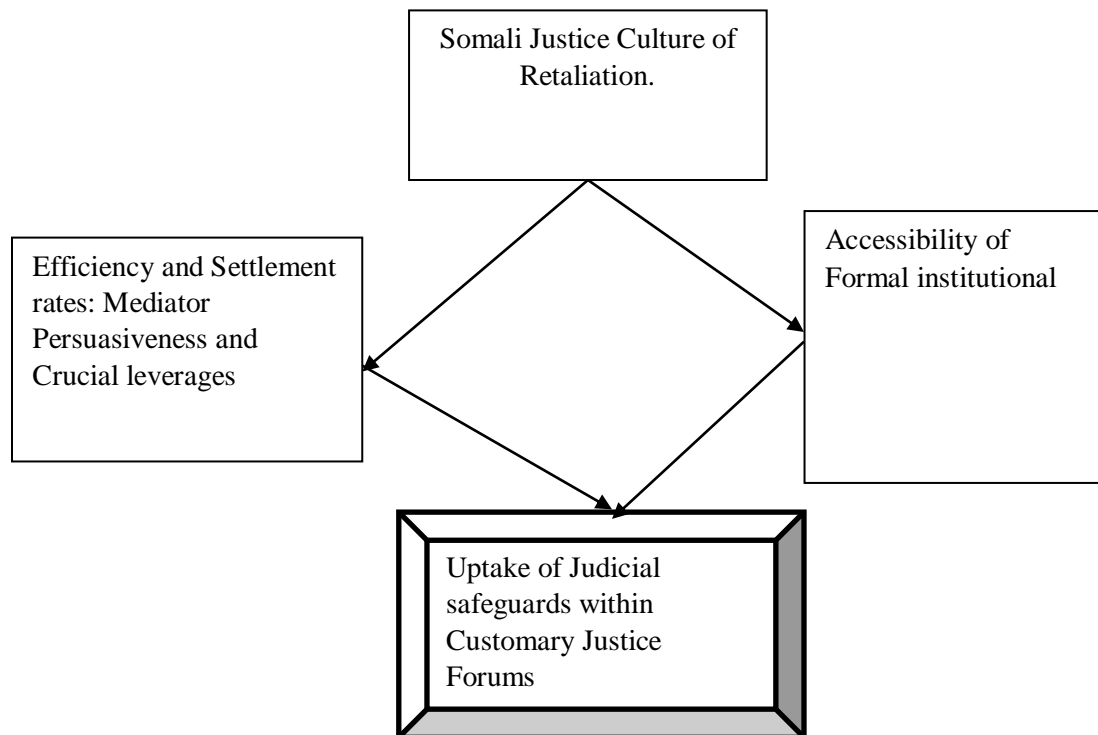 Somali Justice Culture of
Retaliation.
Efficiency and Settlement
rates: Mediator
Persuasiveness and
Crucial leverages
Accessibility of
Formal institutional
Uptake of Judicial
safeguards within
Customary Justice
Forums